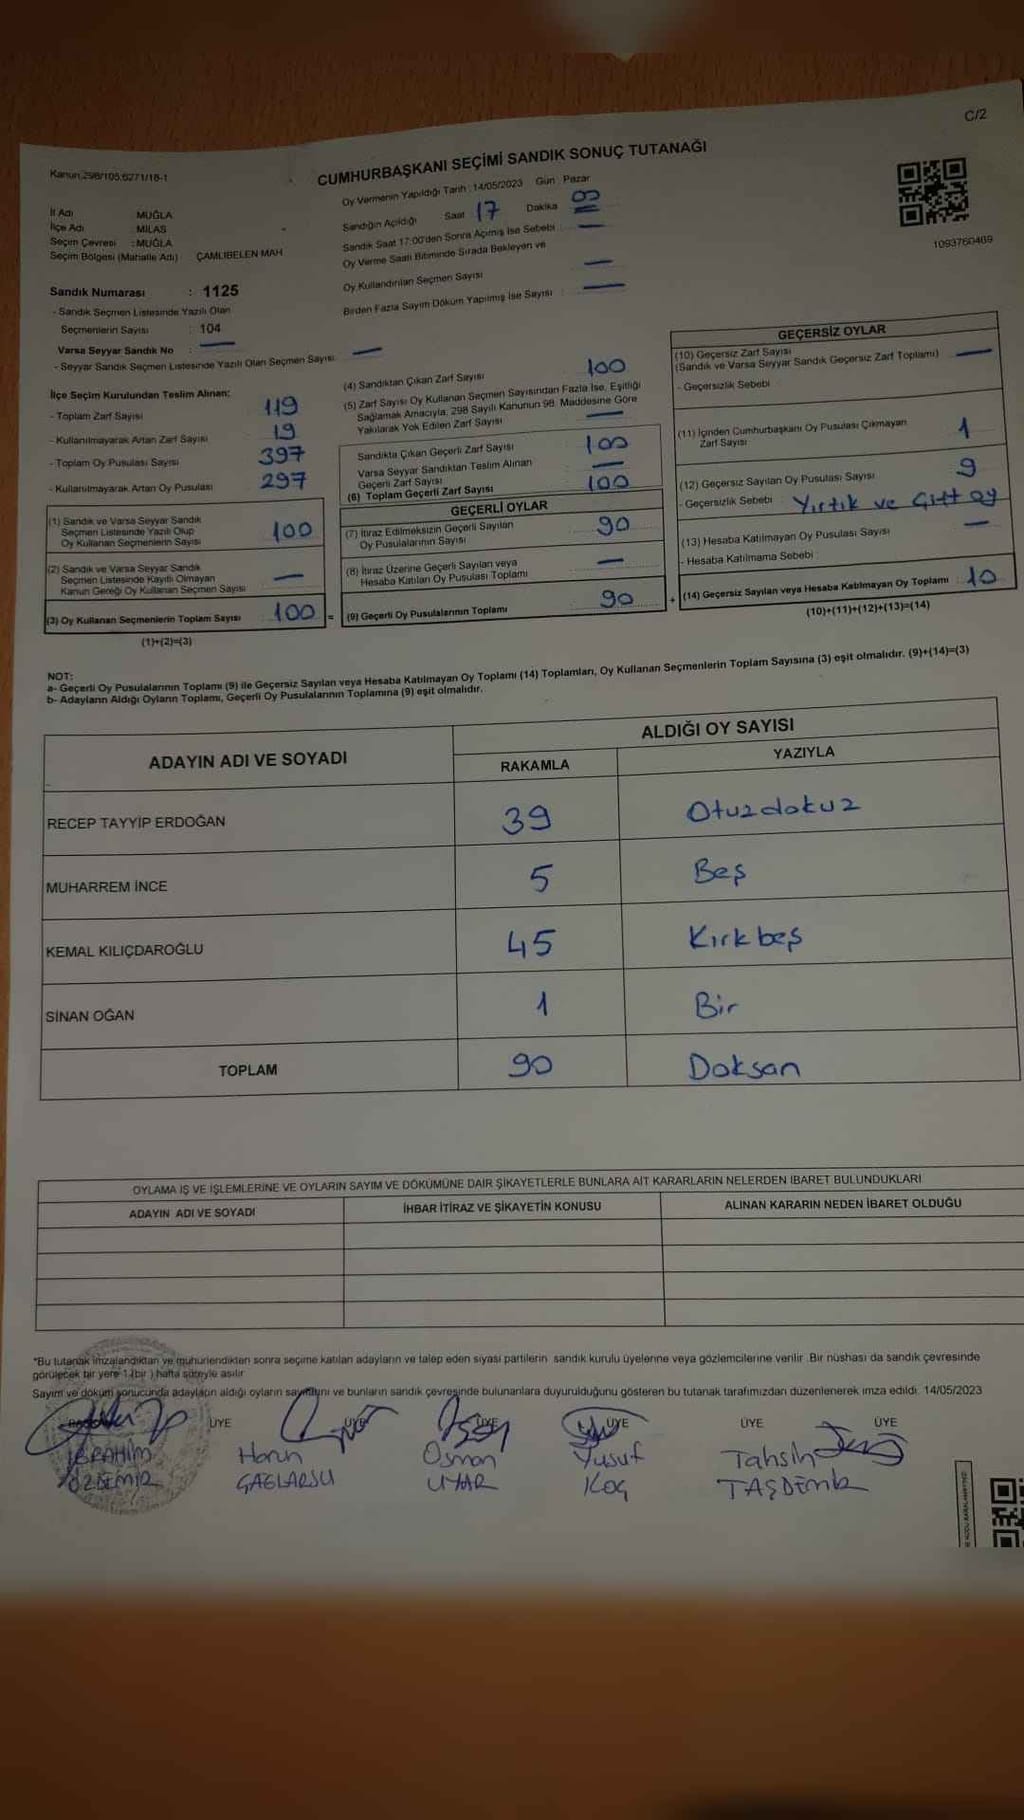 C/2
Kanun:298/105;6271/18-1
CUMHURBAŞKANI SEÇİMİ SANDIK SONUÇ TUTANAĞI
Oy Vermenin Yapıldığı Tarih : 14/05/2023 Gün : Pazar
İl Adı : MUĞLA
İlçe Adı : MİLAS
Seçim Çevresi : MUĞLA
Seçim Bölgesi (Mahalle Adı) : ÇAMLIBELEN MAH
Sandığın Açıldığı Saat 17 Dakika
Sandık Saat 17:00'den Sonra Açılmış İse Sebebi : —
Oy Verme Saati Bitiminde Sırada Bekleyen ve
Oy Kullandırılan Seçmen Sayısı : —
Birden Fazla Sayım Döküm Yapılmış İse Sayısı : —
1093760469
Sandık Numarası : 1125
- Sandık Seçmen Listesinde Yazılı Olan
Seçmenlerin Sayısı : 104
Varsa Seyyar Sandık No : —
- Seyyar Sandık Seçmen Listesinde Yazılı Olan Seçmen Sayısı : —
İlçe Seçim Kurulundan Teslim Alınan:
- Toplam Zarf Sayısı 119
- Kullanılmayarak Artan Zarf Sayısı 19
- Toplam Oy Pusulası Sayısı 397
- Kullanılmayarak Artan Oy Pusulası 297
(1) Sandık ve Varsa Seyyar Sandık
Seçmen Listesinde Yazılı Olup
Oy Kullanan Seçmenlerin Sayısı 100
(2) Sandık ve Varsa Seyyar Sandık
Seçmen Listesinde Kayıtlı Olmayan
Kanun Gereği Oy Kullanan Seçmen Sayısı —
(3) Oy Kullanan Seçmenlerin Toplam Sayısı 100 =
(1)+(2)=(3)
(4) Sandıktan Çıkan Zarf Sayısı 100
(5) Zarf Sayısı Oy Kullanan Seçmen Sayısından Fazla İse, Eşitliği
Sağlamak Amacıyla, 298 Sayılı Kanunun 98. Maddesine Göre
Yakılarak Yok Edilen Zarf Sayısı —
Sandıkta Çıkan Geçerli Zarf Sayısı 100
Varsa Seyyar Sandıktan Teslim Alınan
Geçerli Zarf Sayısı —
(6) Toplam Geçerli Zarf Sayısı 100
GEÇERLİ OYLAR
(7) İtiraz Edilmeksizin Geçerli Sayılan
Oy Pusulalarının Sayısı 90
(8) İtiraz Üzerine Geçerli Sayılan veya
Hesaba Katılan Oy Pusulası Toplamı —
(9) Geçerli Oy Pusulalarının Toplamı 90 +
GEÇERSİZ OYLAR
(10) Geçersiz Zarf Sayısı
(Sandık ve Varsa Seyyar Sandık Geçersiz Zarf Toplamı) —
- Geçersizlik Sebebi :
(11) İçinden Cumhurbaşkanı Oy Pusulası Çıkmayan
Zarf Sayısı 1
(12) Geçersiz Sayılan Oy Pusulası Sayısı 9
- Geçersizlik Sebebi : Yırtık ve Çift oy
(13) Hesaba Katılmayan Oy Pusulası Sayısı —
- Hesaba Katılmama Sebebi :
(14) Geçersiz Sayılan veya Hesaba Katılmayan Oy Toplamı 10
(10)+(11)+(12)+(13)=(14)
NOT:
a- Geçerli Oy Pusulalarının Toplamı (9) ile Geçersiz Sayılan veya Hesaba Katılmayan Oy Toplamı (14) Toplamları, Oy Kullanan Seçmenlerin Toplam Sayısına (3) eşit olmalıdır. (9)+(14)=(3)
b- Adayların Aldığı Oyların Toplamı, Geçerli Oy Pusulalarının Toplamına (9) eşit olmalıdır.
ADAYIN ADI VE SOYADI
ALDIĞI OY SAYISI
RAKAMLA YAZIYLA
RECEP TAYYİP ERDOĞAN 39 Otuzdokuz
MUHARREM İNCE 5 Beş
KEMAL KILIÇDAROĞLU 45 Kırkbeş
SİNAN OĞAN 1 Bir
TOPLAM 90 Doksan
OYLAMA İŞ VE İŞLEMLERİNE VE OYLARIN SAYIM VE DÖKÜMÜNE DAİR ŞİKAYETLERLE BUNLARA AİT KARARLARIN NELERDEN İBARET BULUNDUKLARI
ADAYIN ADI VE SOYADI İHBAR İTİRAZ VE ŞİKAYETİN KONUSU ALINAN KARARIN NEDEN İBARET OLDUĞU
*Bu tutanak imzalandıktan ve mühürlendikten sonra seçime katılan adayların ve talep eden siyasi partilerin sandık kurulu üyelerine veya gözlemcilerine verilir. Bir nüshası da sandık çevresinde
görülecek bir yere 1 (bir ) hafta süreyle asılır.
Sayım ve döküm sonucunda adayların aldığı oyların sayımını ve bunların sandık çevresinde bulunanlara duyurulduğunu gösteren bu tutanak tarafımızdan düzenlenerek imza edildi. 14/05/2023
ÜYE ÜYE ÜYE ÜYE ÜYE ÜYE
İBRAHİM Harun Osman Yusuf Tahsin
ÖZDEMİR ÇAĞLARSU UYAR KOÇ TAŞDEMİR